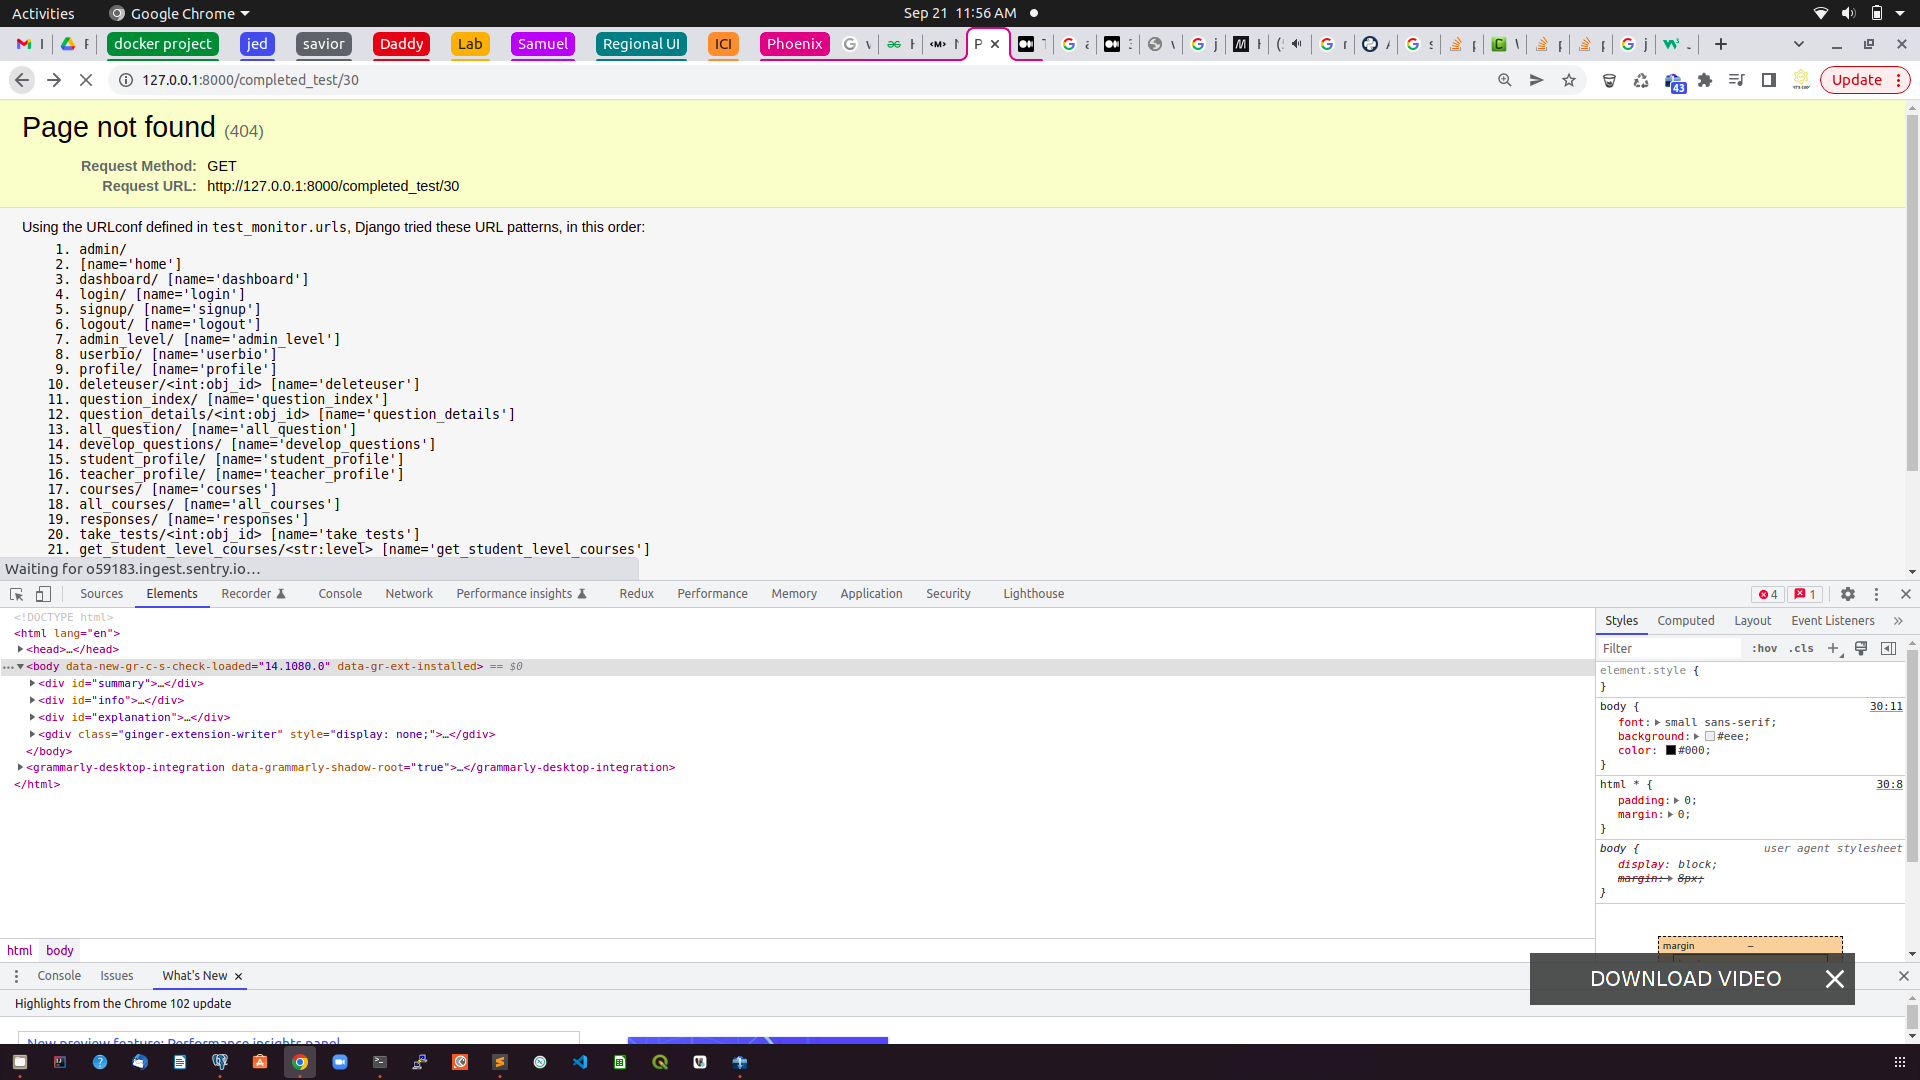 Activities
Google Chrome
Sep 21 11:56 AM
docker project
jed
savior
Daddy
Lab
Samuel
Regional UI
ICI
Phoenix
127.0.0.1:8000/completed_test/30
43
Update
Page not found (404)
Request Method: GET
Request URL: http://127.0.0.1:8000/completed_test/30
Using the URLconf defined in test_monitor.urls, Django tried these URL patterns, in this order:
1. admin/
2. [name='home']
3. dashboard/ [name='dashboard']
4. login/ [name='login']
5. signup/ [name='signup']
6. logout/ [name='logout']
7. admin_level/ [name='admin_level']
8. userbio/ [name='userbio']
9. profile/ [name='profile']
10. deleteuser/<int:obj_id> [name='deleteuser']
11. question_index/ [name='question_index']
12. question_details/<int:obj_id> [name='question_details']
13. all_question/ [name='all_question']
14. develop_questions/ [name='develop_questions']
15. student_profile/ [name='student_profile']
16. teacher_profile/ [name='teacher_profile']
17. courses/ [name='courses']
18. all_courses/ [name='all_courses']
19. responses/ [name='responses']
20. take_tests/<int:obj_id> [name='take_tests']
21. get_student_level_courses/<str:level> [name='get_student_level_courses']
Waiting for o59183.ingest.sentry.io…
Sources Elements Recorder Console Network Performance insights Redux Performance Memory Application Security Lighthouse
4
1
<!DOCTYPE html>
<html lang="en">
<head>…</head>
<body data-new-gr-c-s-check-loaded="14.1080.0" data-gr-ext-installed> == $0
<div id="summary">…</div>
<div id="info">…</div>
<div id="explanation">…</div>
<gdiv class="ginger-extension-writer" style="display: none;">…</gdiv>
</body>
<grammarly-desktop-integration data-grammarly-shadow-root="true">…</grammarly-desktop-integration>
</html>
html body
Styles Computed Layout Event Listeners »
Filter
:hov .cls +
element.style {
}
body { 30:11
font: small sans-serif;
background: #eee;
color: #000;
}
html * { 30:8
padding: 0;
margin: 0;
}
body { user agent stylesheet
display: block;
margin: 8px;
}
margin –
DOWNLOAD VIDEO
Console Issues What's New
Highlights from the Chrome 102 update
New preview feature: Performance insights panel